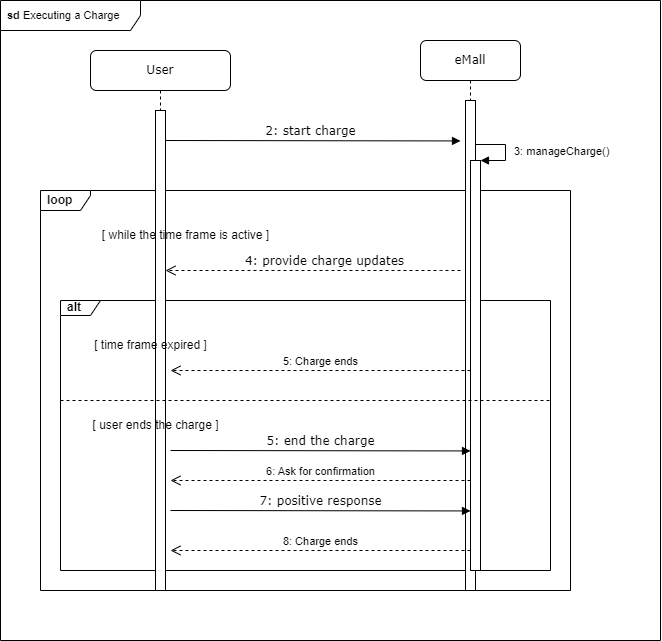 sd Executing a Charge
User
eMall
2: start charge
3: manageCharge()
loop
[ while the time frame is active ]
4: provide charge updates
alt
[ time frame expired ]
5: Charge ends
[ user ends the charge ]
5: end the charge
6: Ask for confirmation
7: positive response
8: Charge ends